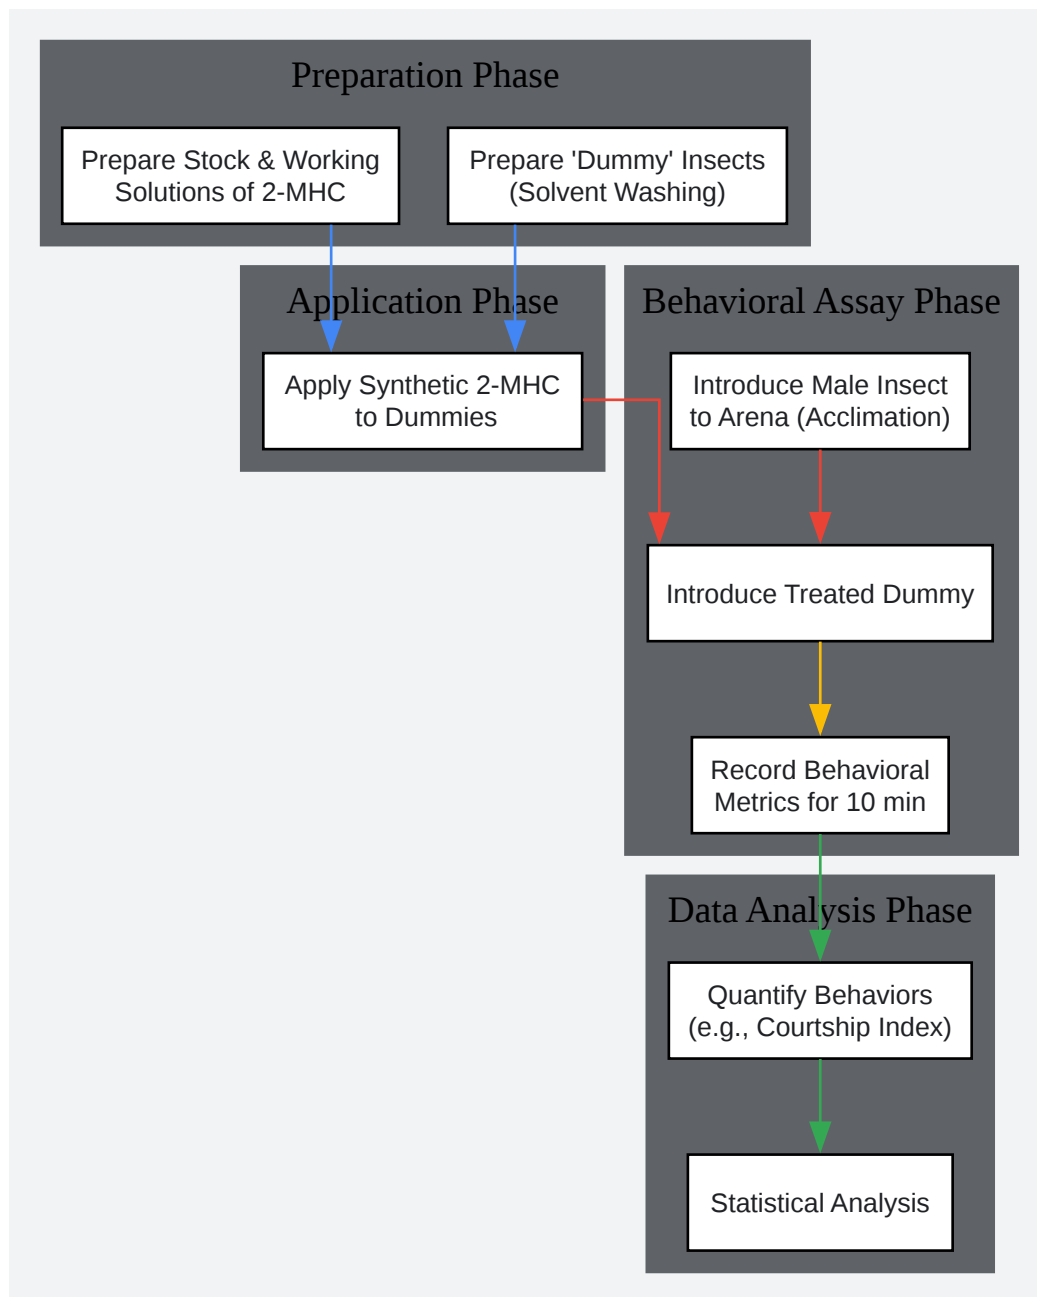 Preparation Phase
Prepare Stock & Working
Solutions of 2-MHC
Prepare 'Dummy' Insects
(Solvent Washing)
Application Phase
Apply Synthetic 2-MHC
to Dummies
Behavioral Assay Phase
Introduce Male Insect
to Arena (Acclimation)
Introduce Treated Dummy
Record Behavioral
Metrics for 10 min
Data Analysis Phase
Quantify Behaviors
(e.g., Courtship Index)
Statistical Analysis